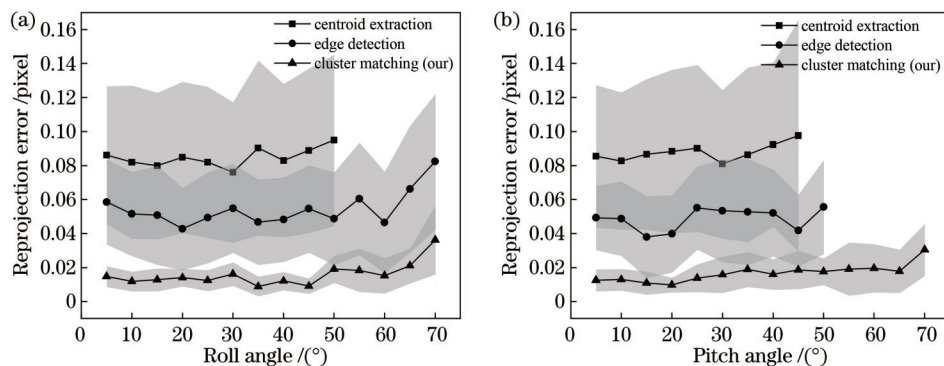 (a)
centroid extraction
edge detection
cluster matching (our)
0.16
0.14
0.12
0.10
0.08
0.06
0.04
0.02
0
Reprojection error /pixel
0 10 20 30 40 50 60 70
Roll angle /(°)
(b)
centroid extraction
edge detection
cluster matching (our)
0.16
0.14
0.12
0.10
0.08
0.06
0.04
0.02
0
Reprojection error /pixel
0 10 20 30 40 50 60 70
Pitch angle /(°)